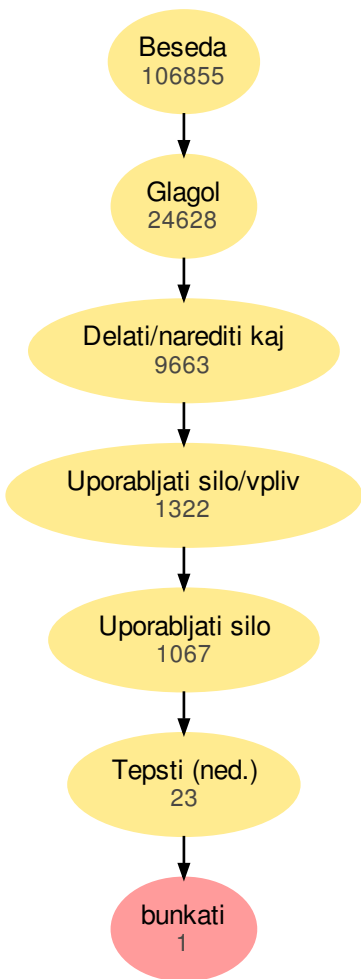 Beseda
106855
Glagol
24628
Delati/narediti kaj
9663
Uporabljati silo/vpliv
1322
Uporabljati silo
1067
Tepsti (ned.)
23
bunkati
1